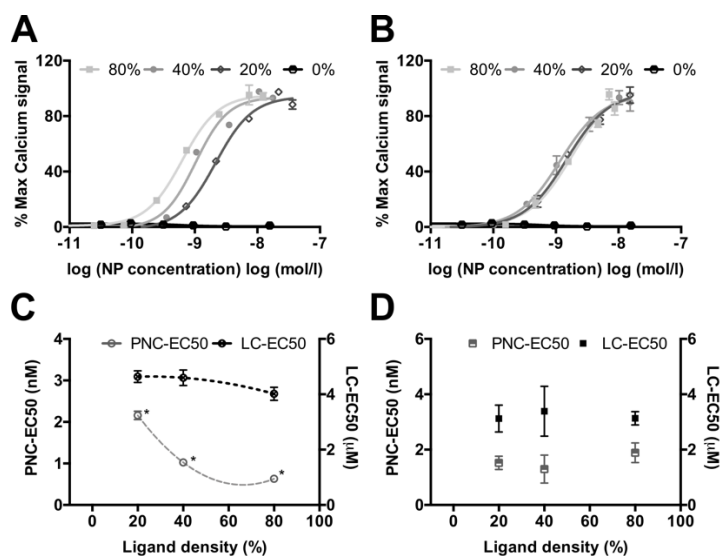 A
80% 40% 20% 0%
% Max Calcium signal
120
80
40
0
-11 -10 -9 -8 -7
log (NP concentration) log (mol/l)
B
80% 40% 20% 0%
% Max Calcium signal
120
80
40
0
-11 -10 -9 -8 -7
log (NP concentration) log (mol/l)
C
PNC-EC50 LC-EC50
PNC-EC50 (nM)
4
3
2
1
0
* * *
6
4
2
0
LC-EC50 (µM)
0 20 40 60 80 100
Ligand density (%)
D
PNC-EC50 LC-EC50
PNC-EC50 (nM)
6
4
2
0
6
4
2
0
LC-EC50 (µM)
0 20 40 60 80 100
Ligand density (%)